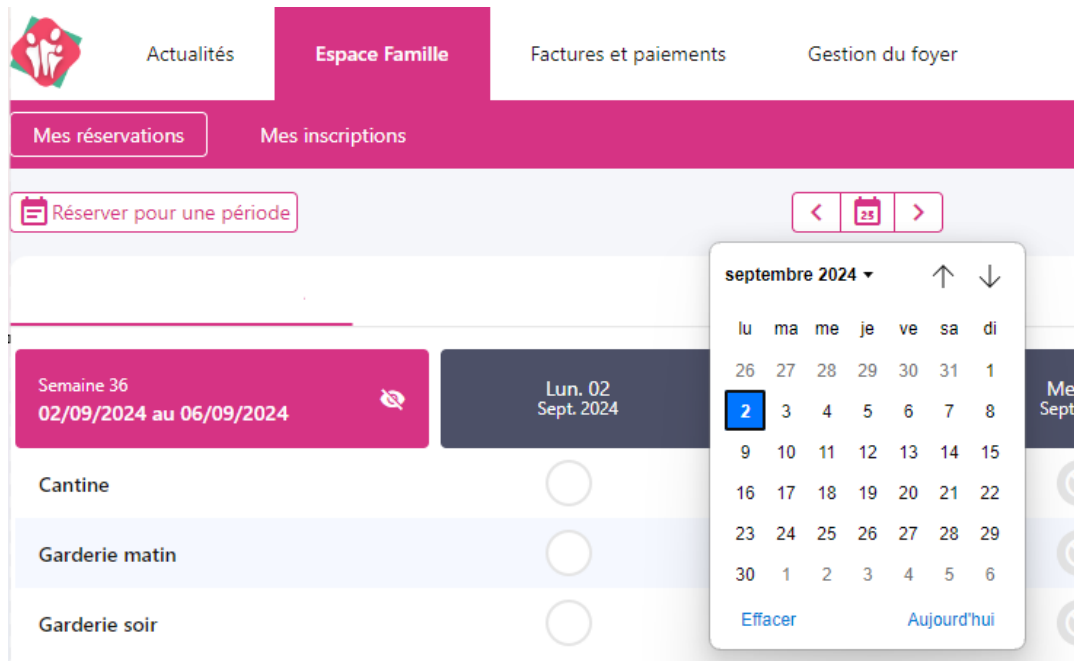 Actualités Espace Famille Factures et paiements Gestion du foyer
Mes réservations Mes inscriptions
Réserver pour une période
25
septembre 2024
lu ma me je ve sa di
26 27 28 29 30 31 1
2 3 4 5 6 7 8
9 10 11 12 13 14 15
16 17 18 19 20 21 22
23 24 25 26 27 28 29
30 1 2 3 4 5 6
Effacer Aujourd'hui
Semaine 36
02/09/2024 au 06/09/2024
Lun. 02
Sept. 2024
Me
Sept
Cantine
Garderie matin
Garderie soir